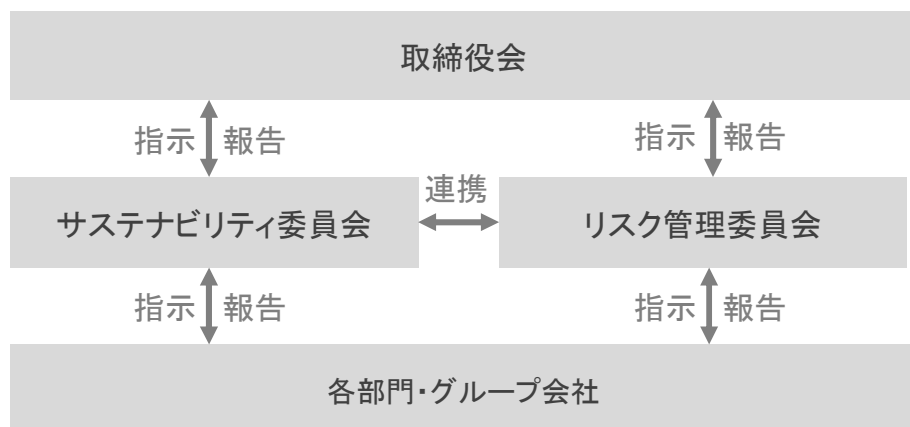 取締役会
指示 報告
指示 報告
連携
サステナビリティ委員会
リスク管理委員会
指示 報告
指示 報告
各部門・グループ会社